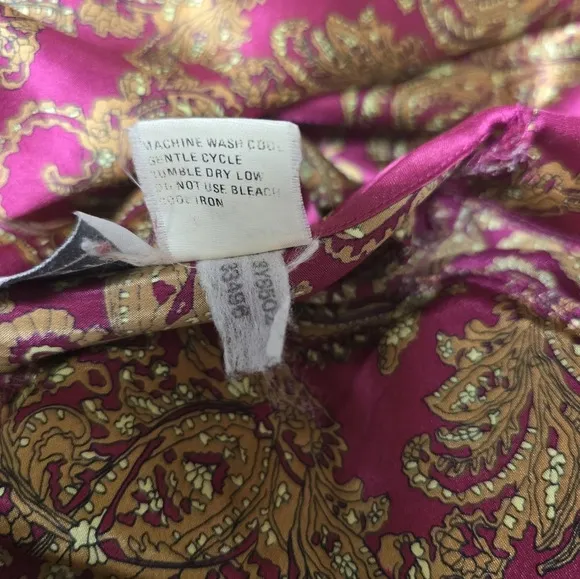 MACHINE WASH COOL
GENTLE CYCLE
TUMBLE DRY LOW
DO NOT USE BLEACH
COOL IRON